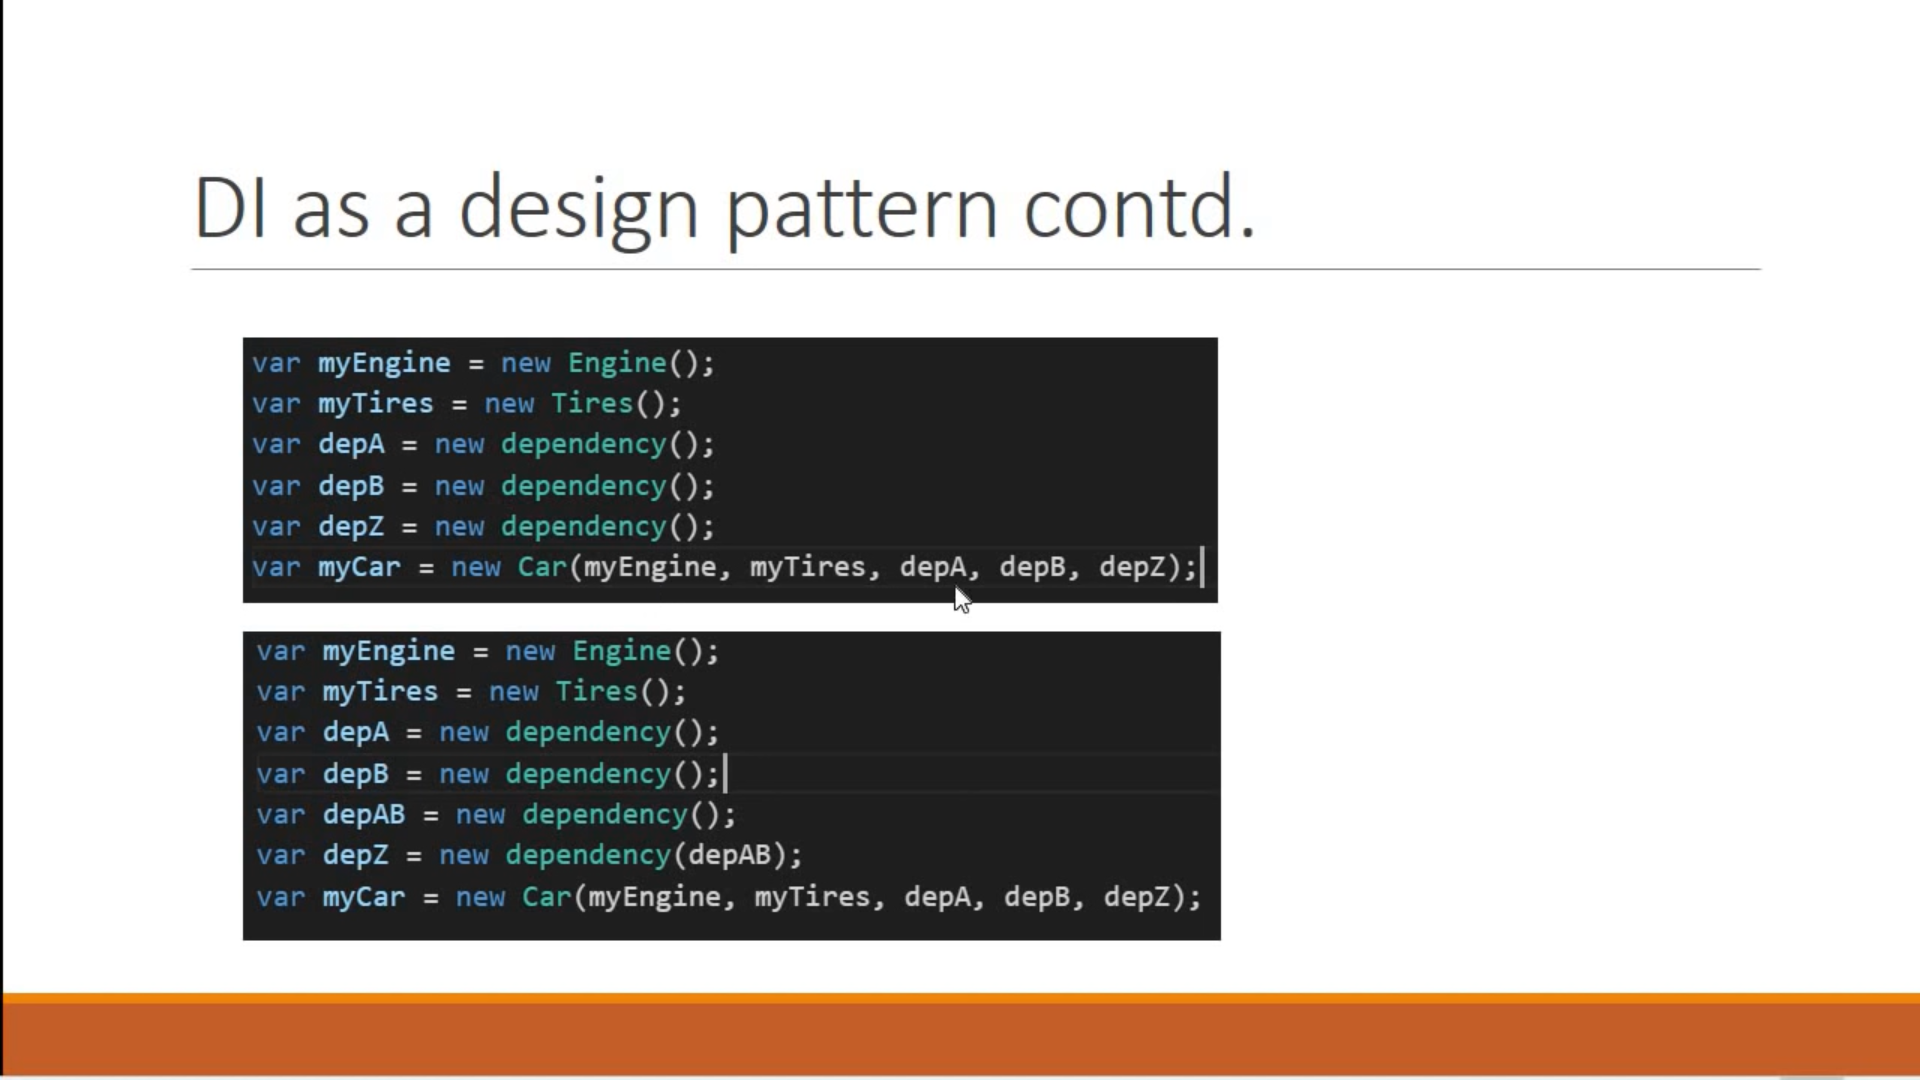 DI as a design pattern contd.
var myEngine = new Engine();
var myTires = new Tires();
var depA = new dependency();
var depB = new dependency();
var depZ = new dependency();
var myCar = new Car(myEngine, myTires, depA, depB, depZ);
var myEngine = new Engine();
var myTires = new Tires();
var depA = new dependency();
var depB = new dependency();
var depAB = new dependency();
var depZ = new dependency(depAB);
var myCar = new Car(myEngine, myTires, depA, depB, depZ);